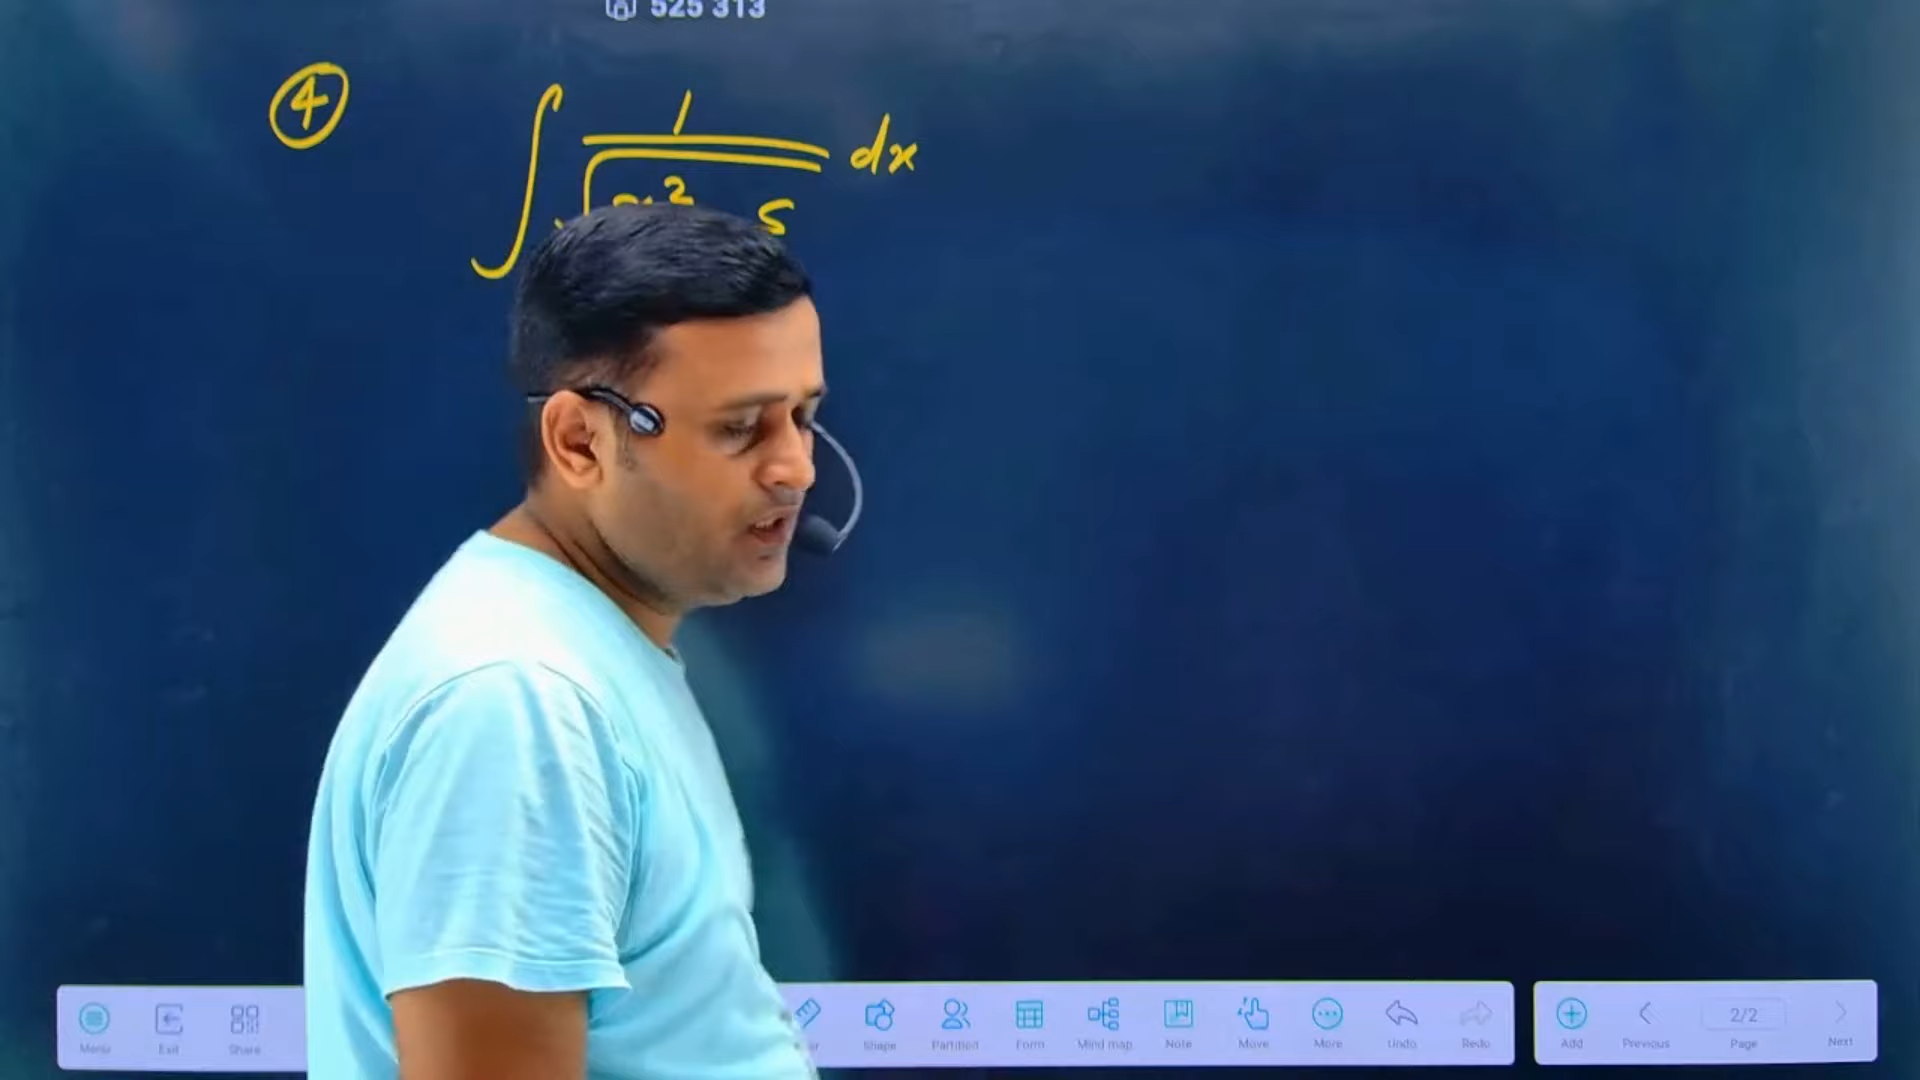 525 313
④ ∫ 1/√(x² 5) dx
Menu Exit Share Shape Partition Form Mind map Note Move More Undo Redo Add Previous 2/2 Page Next